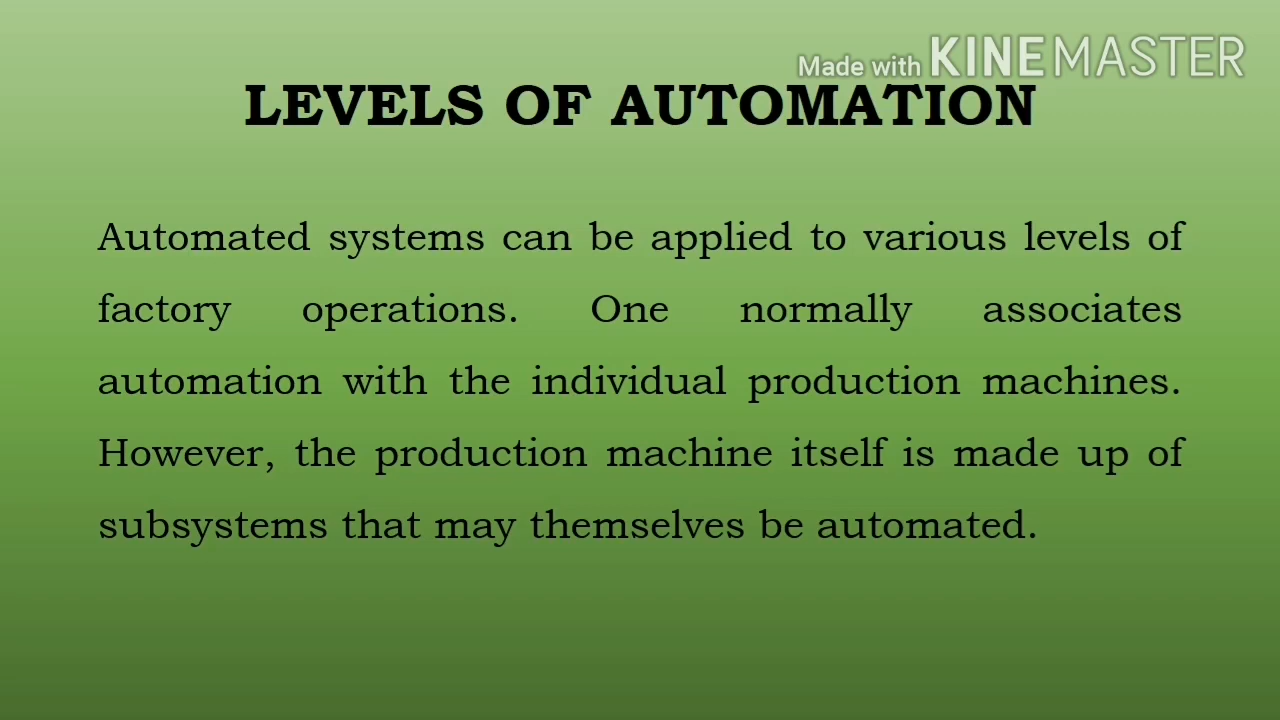 Made with KINEMASTER
LEVELS OF AUTOMATION
Automated systems can be applied to various levels of
factory operations. One normally associates
automation with the individual production machines.
However, the production machine itself is made up of
subsystems that may themselves be automated.